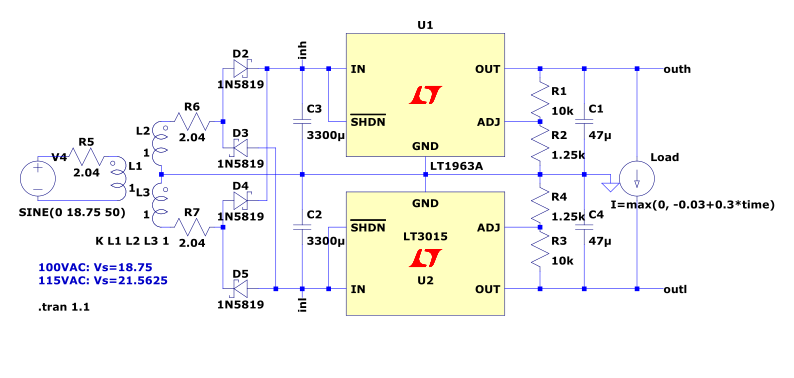 U1
D2
inh
IN
OUT
outh
1N5819
R1
R6
C3
SHDN
ADJ
10k
C1
L2
2.04
3300µ
R2
47µ
V4
R5
1
D3
GND
1.25k
2.04
L1
1N5819
LT1963A
Load
1
L3
D4
GND
R4
I=max(0, -0.03+0.3*time)
SINE(0 18.75 50)
1
R7
1N5819
C2
SHDN
LT3015
ADJ
1.25k
C4
K L1 L2 L3 1
2.04
3300µ
R3
47µ
100VAC: Vs=18.75
D5
10k
115VAC: Vs=21.5625
IN
U2
OUT
outl
.tran 1.1
1N5819
inl